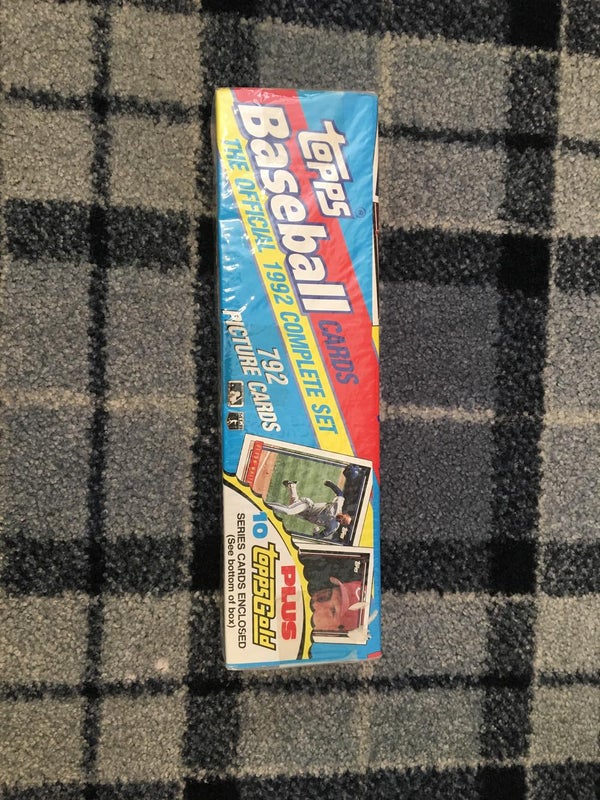 topps®
Baseball CARDS
THE OFFICIAL 1992 COMPLETE SET
792
PICTURE CARDS
PLUS
10 topps Gold
SERIES CARDS ENCLOSED
(See bottom of box)